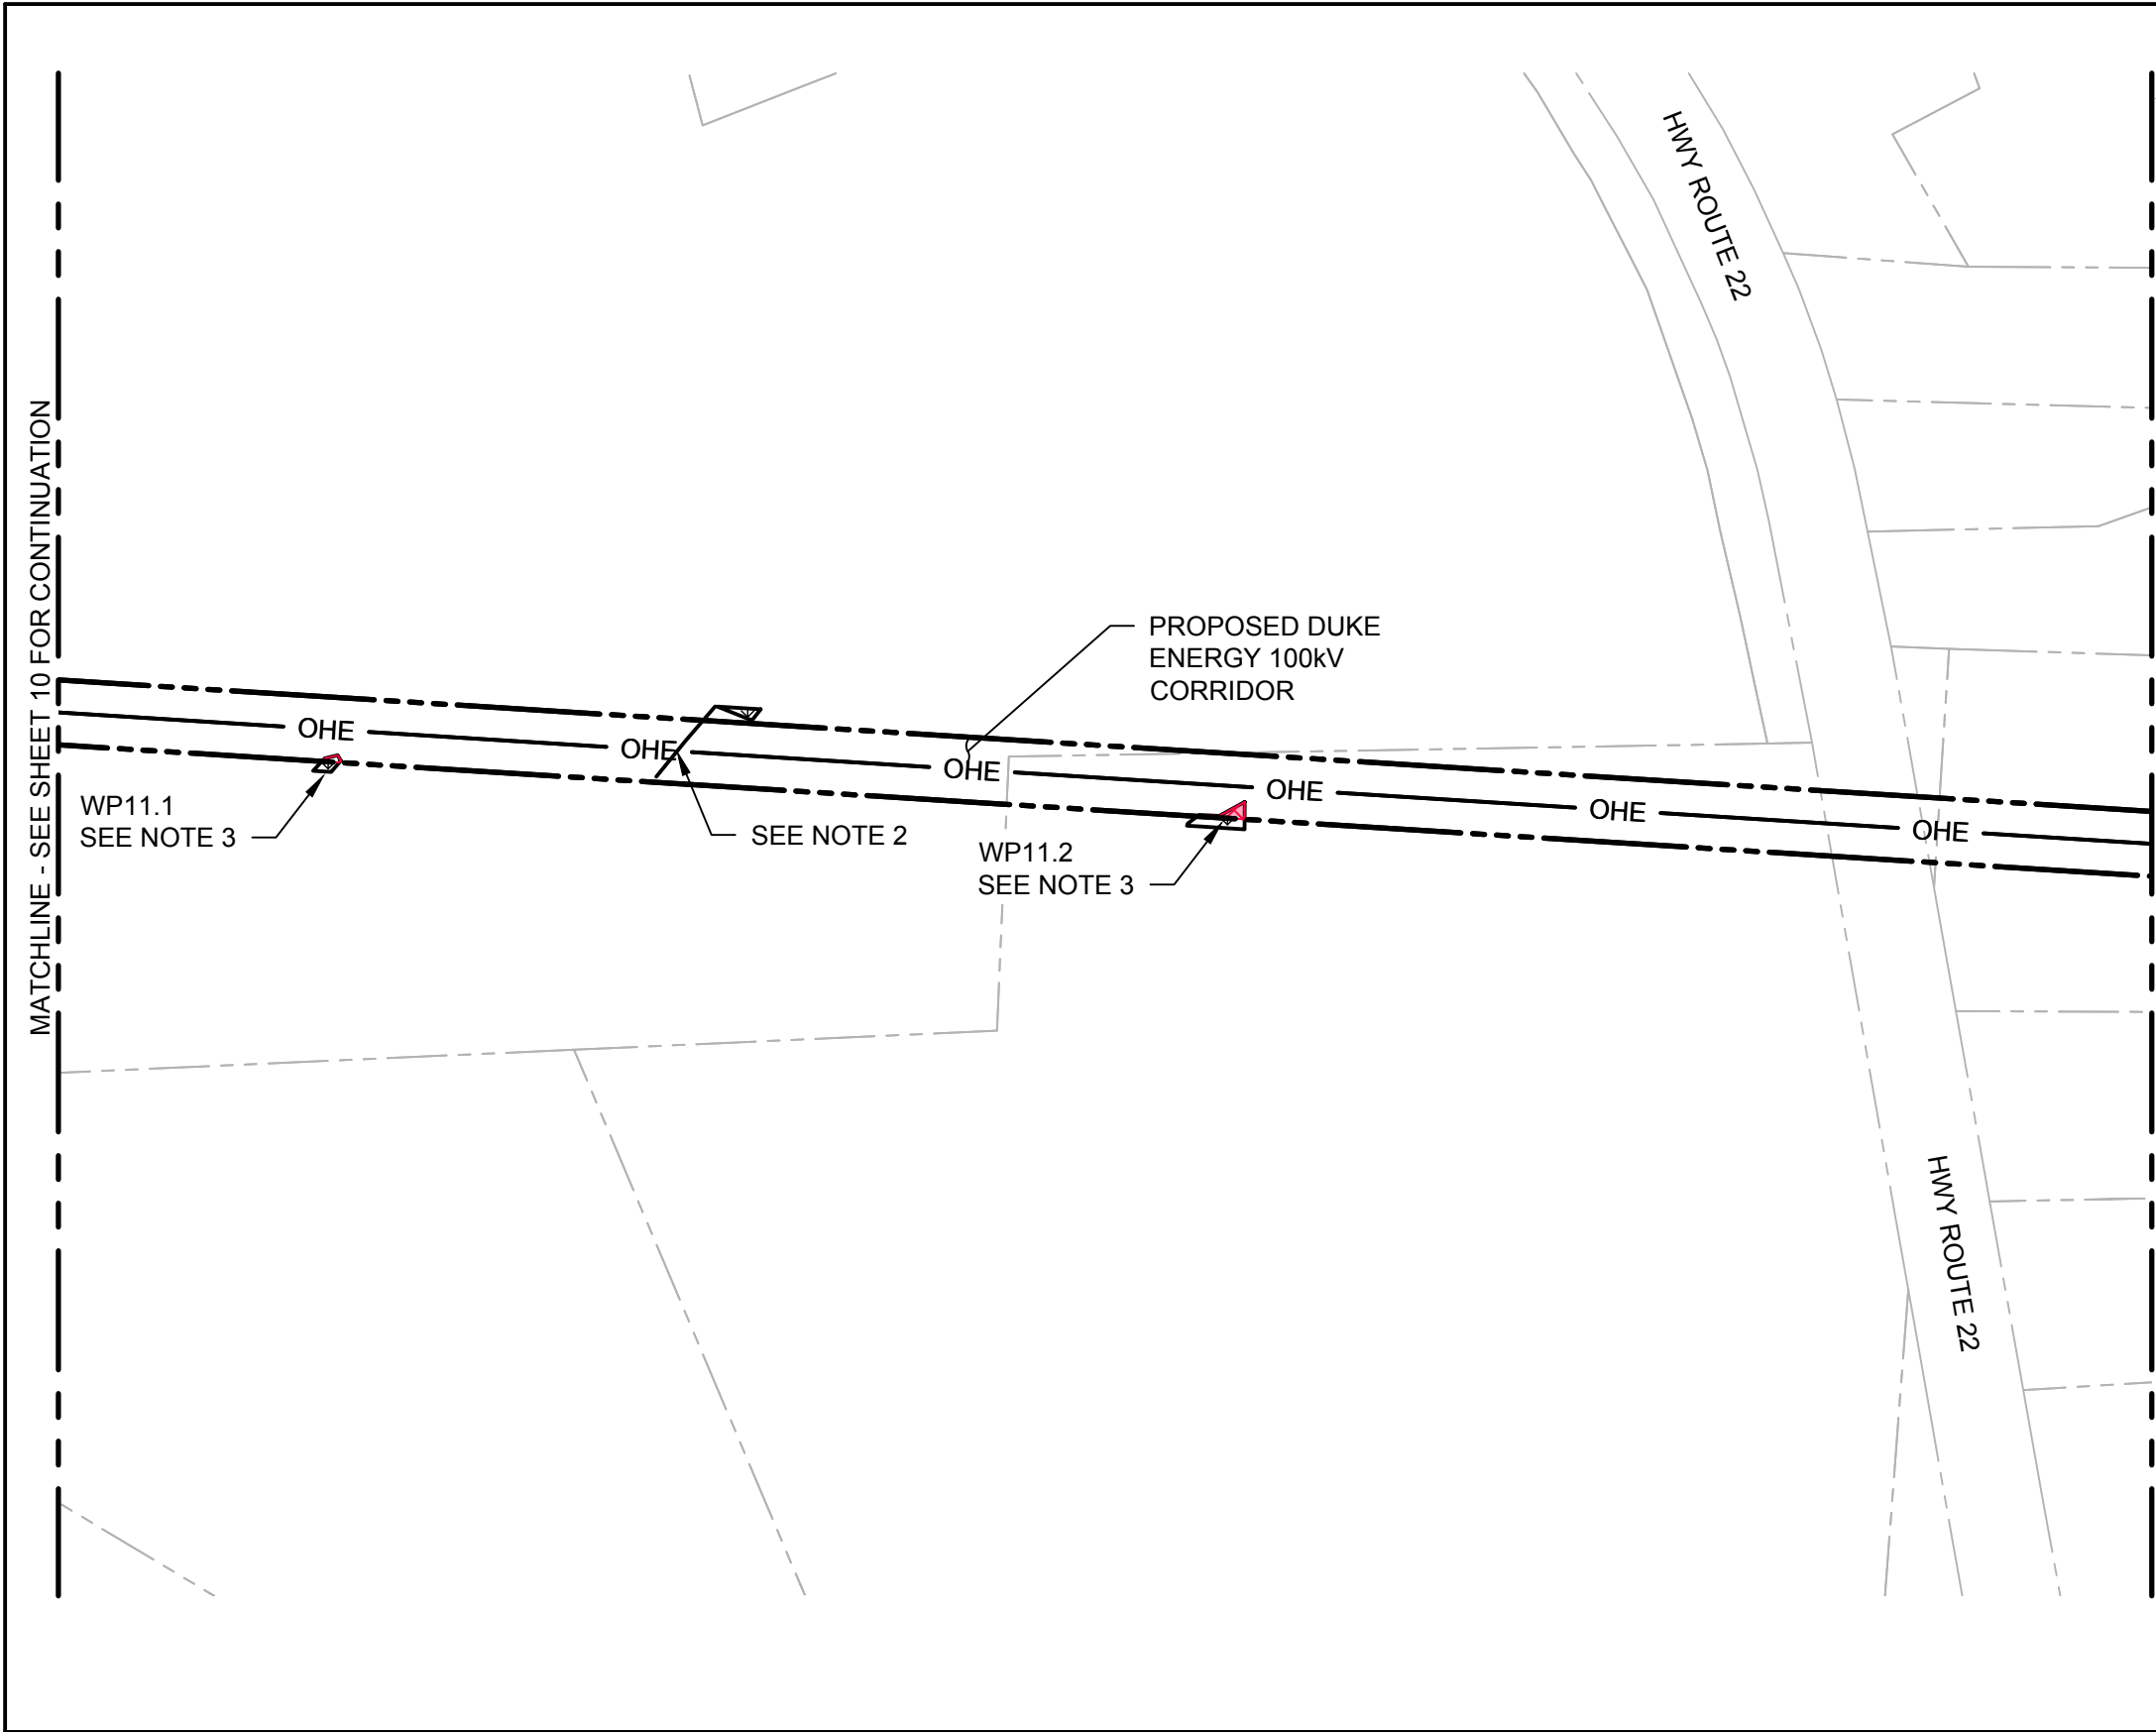 HWY ROUTE 22
MATCHLINE - SEE SHEET 10 FOR CONTINUATION
PROPOSED DUKE
ENERGY 100kV
CORRIDOR
OHE
OHE
OHE
OHE
OHE
OHE
WP11.1
SEE NOTE 3
SEE NOTE 2
WP11.2
SEE NOTE 3
HWY ROUTE 22